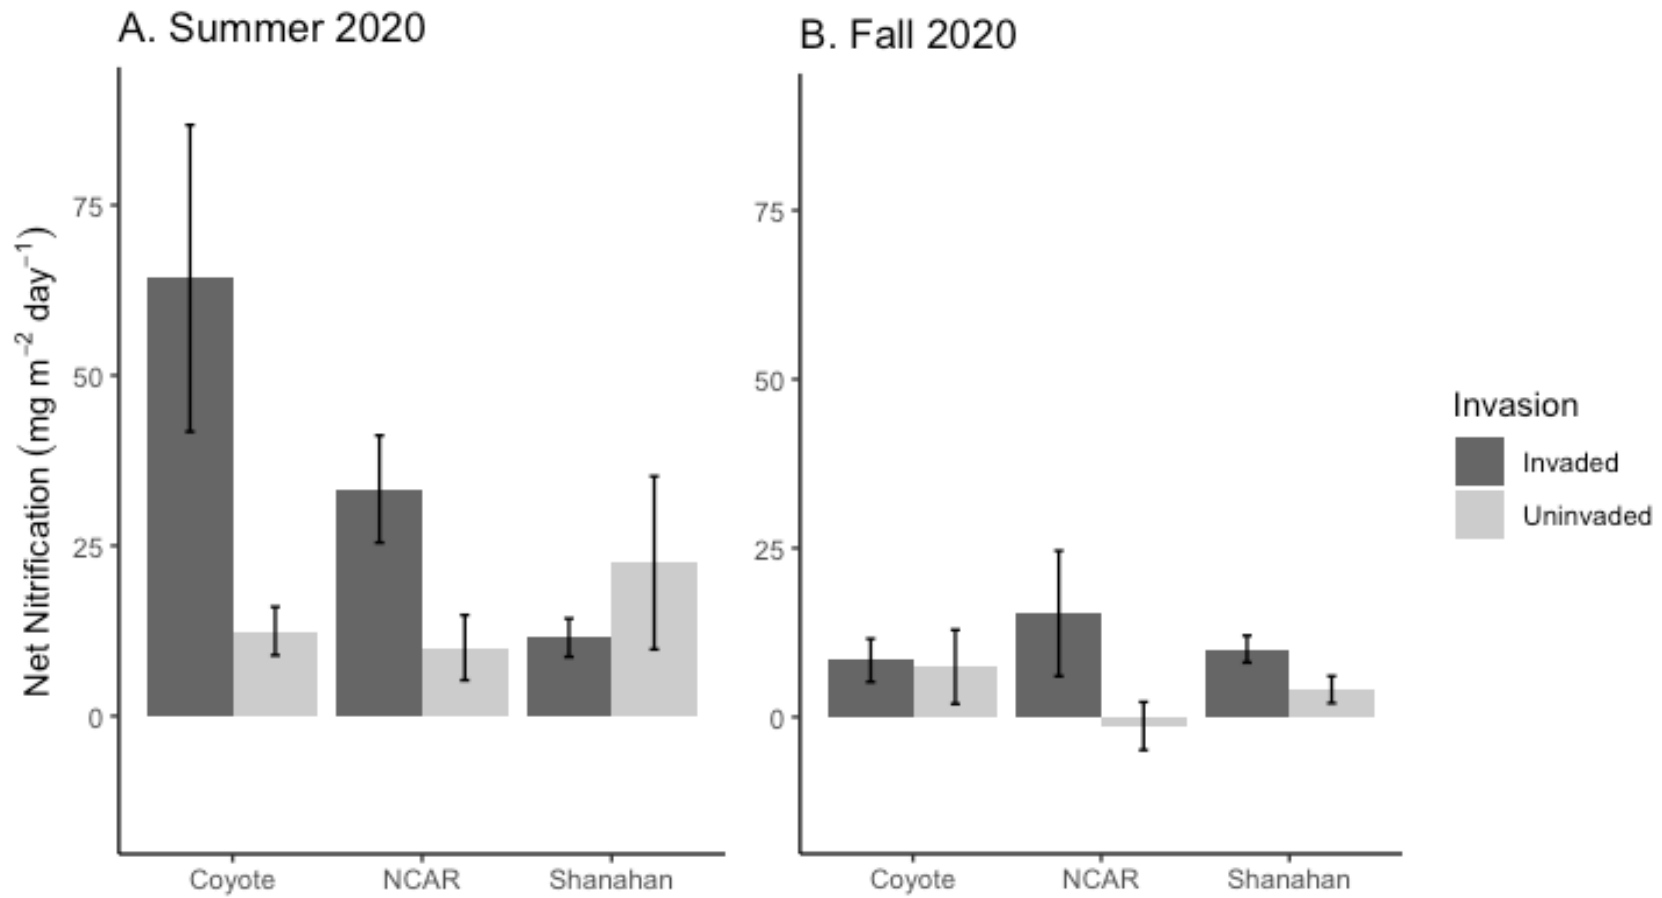 A. Summer 2020
B. Fall 2020
Net Nitrification (mg m⁻² day⁻¹)
75
50
25
0
Coyote
NCAR
Shanahan
75
50
25
0
Coyote
NCAR
Shanahan
Invasion
Invaded
Uninvaded